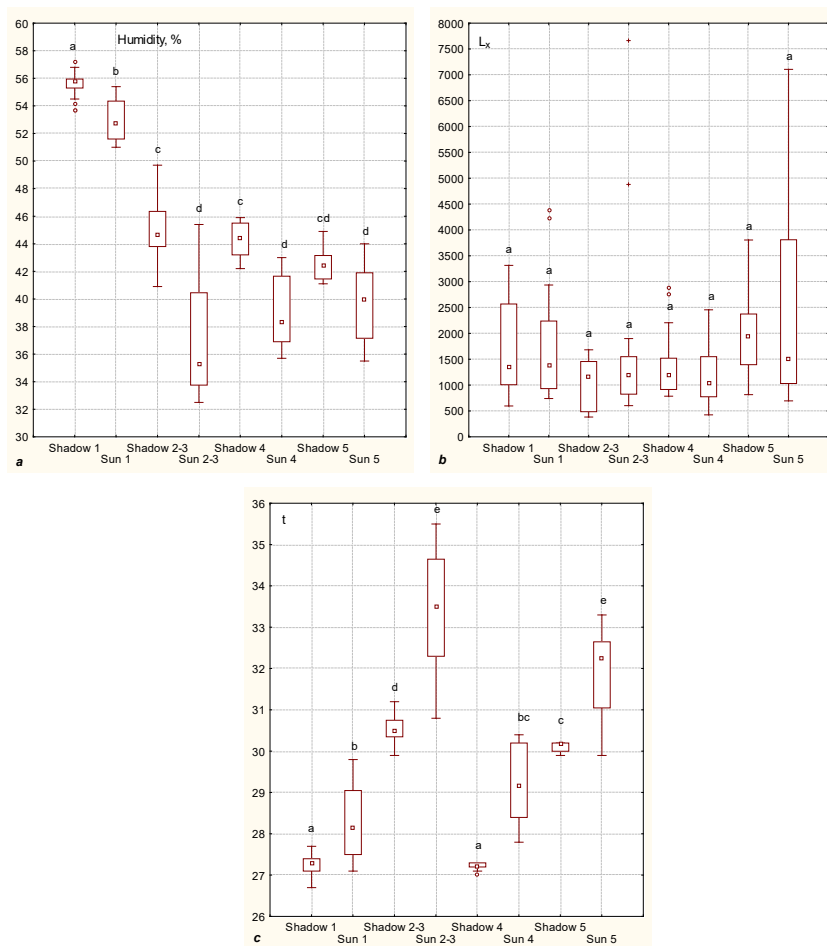 Humidity, %
60
58
56
54
52
50
48
46
44
42
40
38
36
34
32
30
a
b
c
d
c
d
cd
d
Shadow 1 Shadow 2-3 Shadow 4 Shadow 5
Sun 1 Sun 2-3 Sun 4 Sun 5
a
Lx
8000
7500
7000
6500
6000
5500
5000
4500
4000
3500
3000
2500
2000
1500
1000
500
0
a
a
a
a
a
a
a
a
Shadow 1 Shadow 2-3 Shadow 4 Shadow 5
Sun 1 Sun 2-3 Sun 4 Sun 5
b
t
36
35
34
33
32
31
30
29
28
27
26
a
b
d
e
a
bc
c
e
Shadow 1 Shadow 2-3 Shadow 4 Shadow 5
Sun 1 Sun 2-3 Sun 4 Sun 5
c